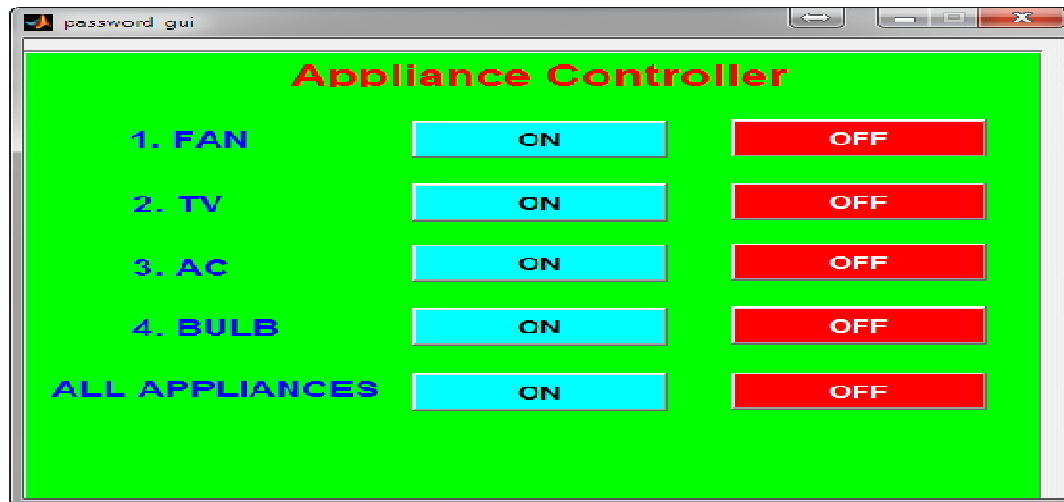 password gui
Appliance Controller
1. FAN ON OFF
2. TV ON OFF
3. AC ON OFF
4. BULB ON OFF
ALL APPLIANCES ON OFF